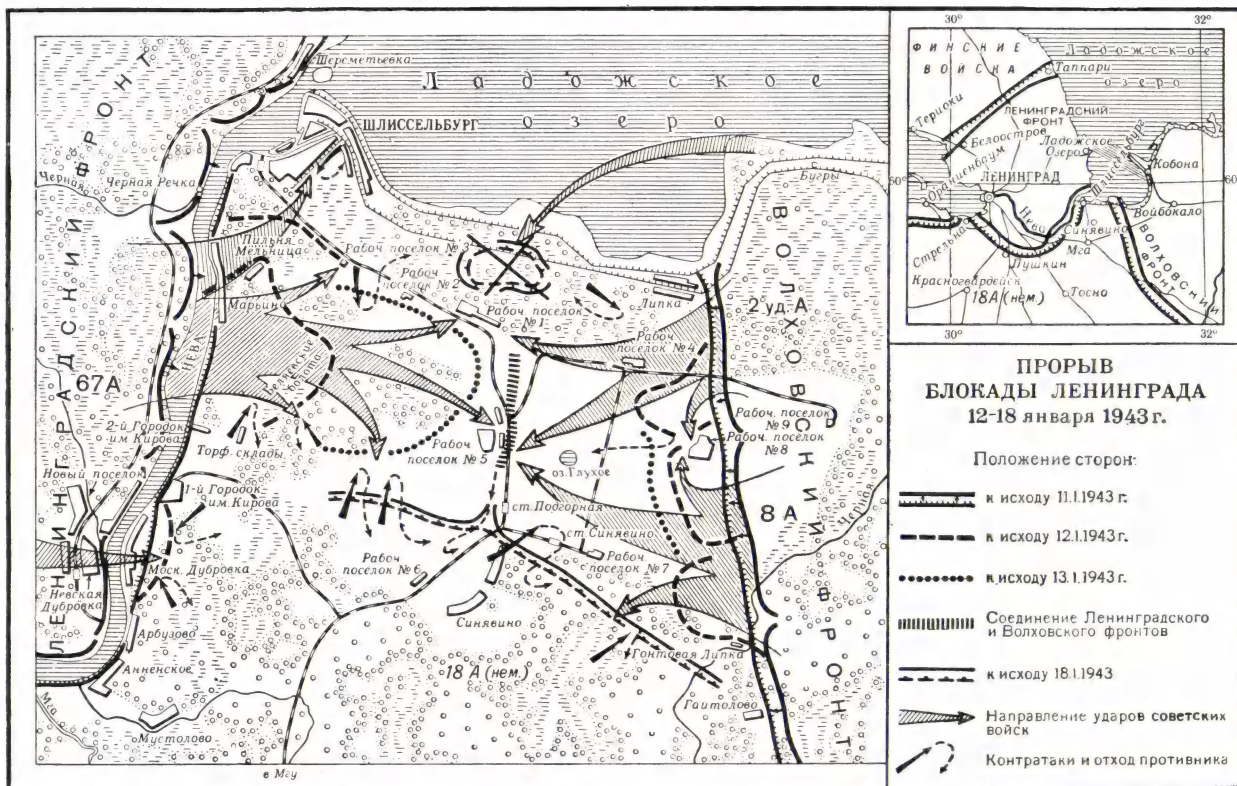 Ладожское
озеро
Шереметьевка
ШЛИССЕЛЬБУРГ
ЛЕНИНГРАДСКИЙ ФРОНТ
Черная
Черная Речка
Бугры
Пильня
Мельница
Рабоч. поселок № 3
Рабоч.
поселок № 2
Рабоч. поселок
№ 1
Марьино
Липка
2 уд. А
ВОЛХОВСКИЙ ФРОНТ
Рабоч.
поселок № 4
НЕВА
67А
болото
2-й Городок
им Кирова
Торф. склады
Рабоч. поселок
№ 9
Рабоч. поселок
№ 8
Рабоч
поселок № 5
оз. Глухое
Новый поселок
1-й Городок
им. Кирова
ст. Подгорная
8 А
Черная
ст. Синявино
Рабоч
поселок № 7
Рабоч
поселок № 6
Моск. Дубровка
Невская
Дубровка
Синявино
Арбузово
Гонтовая Липка
Анненское
18 А (нем.)
Гайтолово
Мга
Мустолово
в Мгу
30°
32°
ФИНСКИЕ
ВОЙСКА
Ладожское
озеро
Таппари
Териоки
ЛЕНИНГРАДСКИЙ
ФРОНТ
Белоостров
Ладожское
Озеро
Шлиссельбург
Кобона
60°
60°
Ораниенбаум
ЛЕНИНГРАД
Нева
Войбокало
Синявино
Стрельна
Мга
Пушкин
ВОЛХОВСКИЙ
ФРОНТ
Красногвардейск
18А (нем.)
Тосно
30°
32°
ПРОРЫВ
БЛОКАДЫ ЛЕНИНГРАДА
12-18 января 1943 г.
Положение сторон:
к исходу 11.I.1943 г.
к исходу 12.I.1943 г.
к исходу 13.I.1943 г.
Соединение Ленинградского
и Волховского фронтов
к исходу 18.I.1943
Направление ударов советских
войск
Контратаки и отход противника